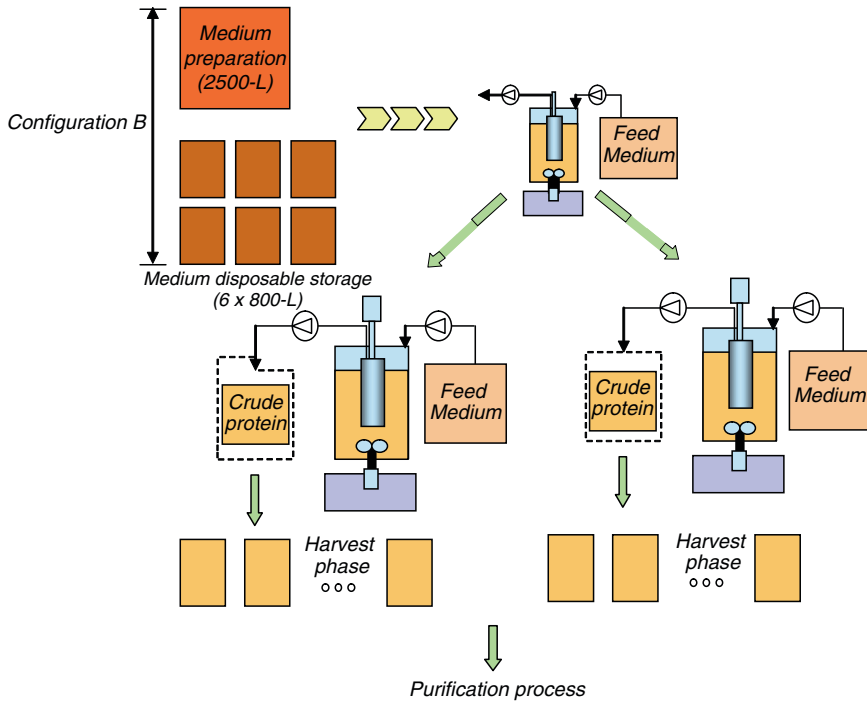 Medium
preparation
(2500-L)
Configuration B
Feed
Medium
Medium disposable storage
(6 x 800-L)
Crude
protein
Feed
Medium
Crude
protein
Feed
Medium
Harvest
phase
Harvest
phase
Purification process